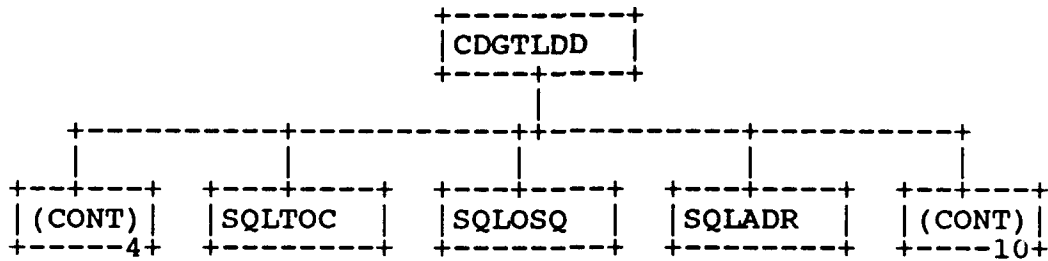 CDGTLDD
(CONT) SQLTOC SQLOSQ SQLADR (CONT)
4 10